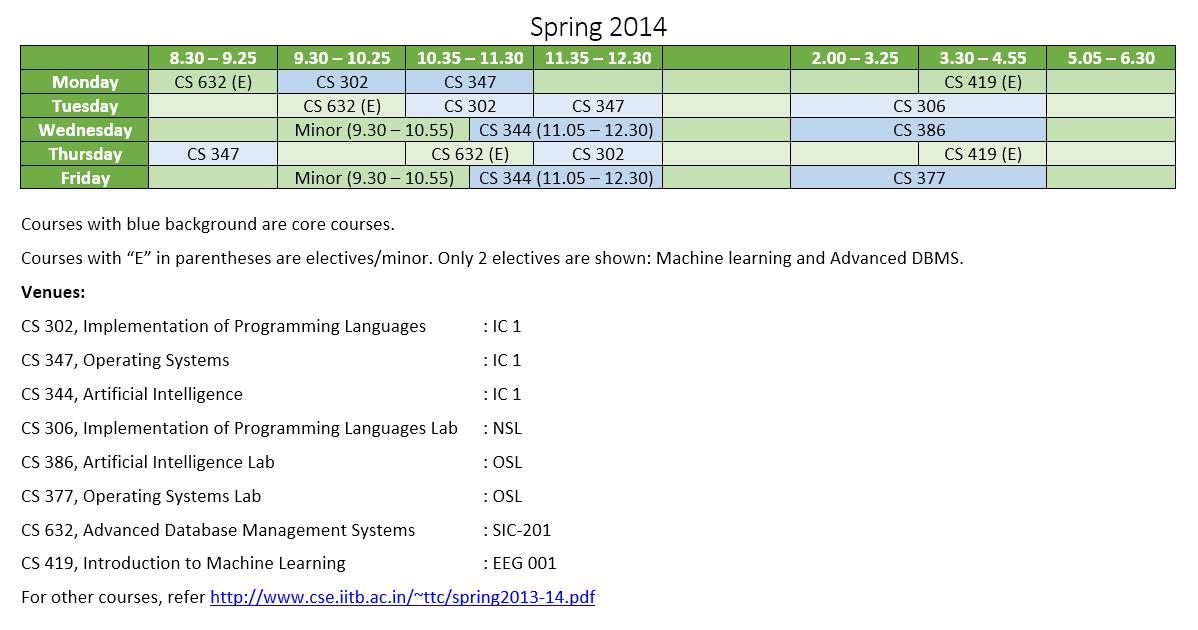 Spring 2014
8.30 – 9.25 9.30 – 10.25 10.35 – 11.30 11.35 – 12.30 2.00 – 3.25 3.30 – 4.55 5.05 – 6.30
Monday CS 632 (E) CS 302 CS 347 CS 419 (E)
Tuesday CS 632 (E) CS 302 CS 347 CS 306
Wednesday Minor (9.30 – 10.55) CS 344 (11.05 – 12.30) CS 386
Thursday CS 347 CS 632 (E) CS 302 CS 419 (E)
Friday Minor (9.30 – 10.55) CS 344 (11.05 – 12.30) CS 377
Courses with blue background are core courses.
Courses with “E” in parentheses are electives/minor. Only 2 electives are shown: Machine learning and Advanced DBMS.
Venues:
CS 302, Implementation of Programming Languages : IC 1
CS 347, Operating Systems : IC 1
CS 344, Artificial Intelligence : IC 1
CS 306, Implementation of Programming Languages Lab : NSL
CS 386, Artificial Intelligence Lab : OSL
CS 377, Operating Systems Lab : OSL
CS 632, Advanced Database Management Systems : SIC-201
CS 419, Introduction to Machine Learning : EEG 001
For other courses, refer http://www.cse.iitb.ac.in/~ttc/spring2013-14.pdf